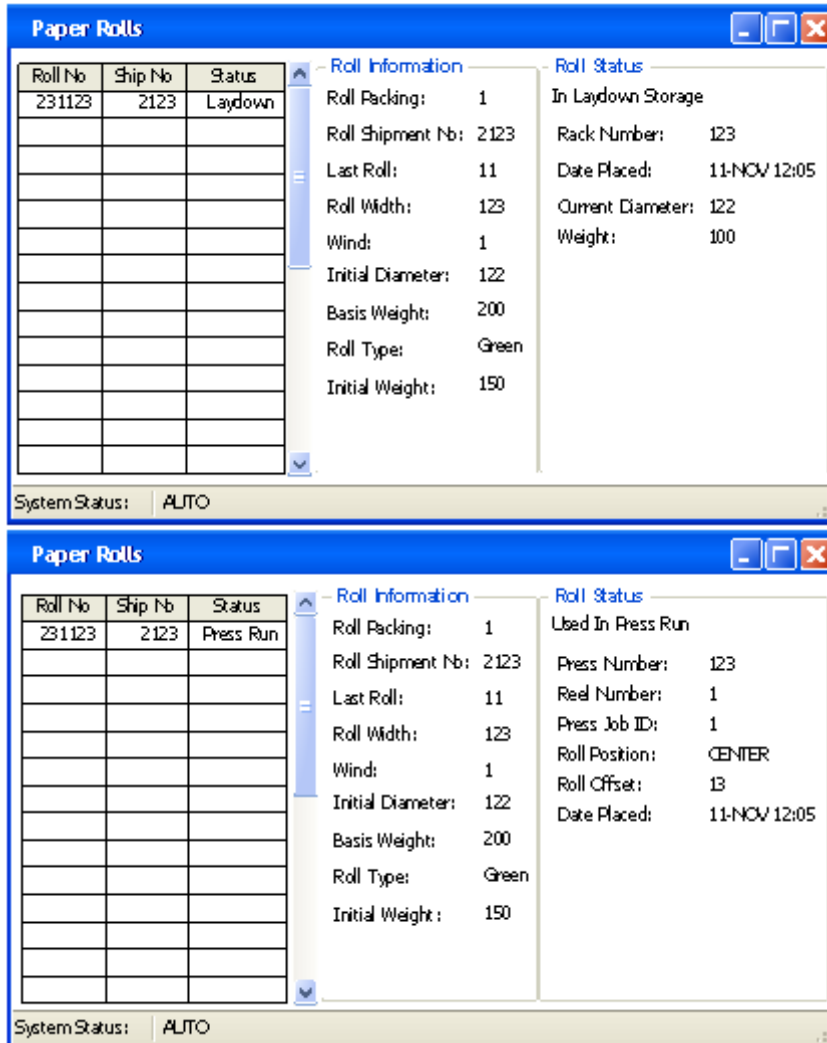 Paper Rolls
Roll No Ship No Status
231123 2123 Laydown
Roll Information
Roll Packing: 1
Roll Shipment No: 2123
Last Roll: 11
Roll Width: 123
Wind: 1
Initial Diameter: 122
Basis Weight: 200
Roll Type: Green
Initial Weight: 150
Roll Status
In Laydown Storage
Rack Number: 123
Date Placed: 11-NOV 12:05
Current Diameter: 122
Weight: 100
System Status: AUTO
Paper Rolls
Roll No Ship No Status
231123 2123 Press Run
Roll Information
Roll Packing: 1
Roll Shipment No: 2123
Last Roll: 11
Roll Width: 123
Wind: 1
Initial Diameter: 122
Basis Weight: 200
Roll Type: Green
Initial Weight: 150
Roll Status
Used In Press Run
Press Number: 123
Reel Number: 1
Press Job ID: 1
Roll Position: CENTER
Roll Offset: 13
Date Placed: 11-NOV 12:05
System Status: AUTO